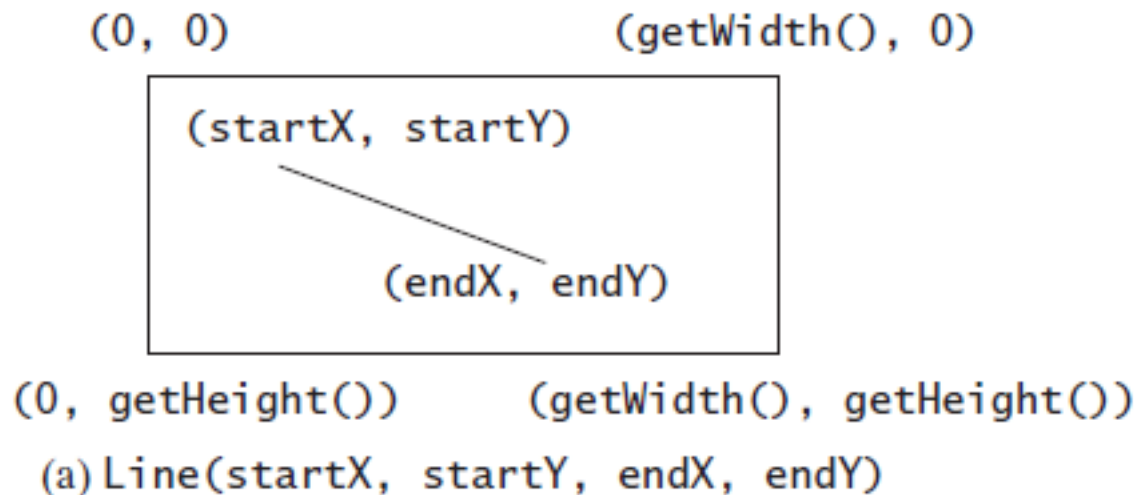 (0, 0) (getWidth(), 0)
(startX, startY)
(endX, endY)
(0, getHeight()) (getWidth(), getHeight())
(a) Line(startX, startY, endX, endY)